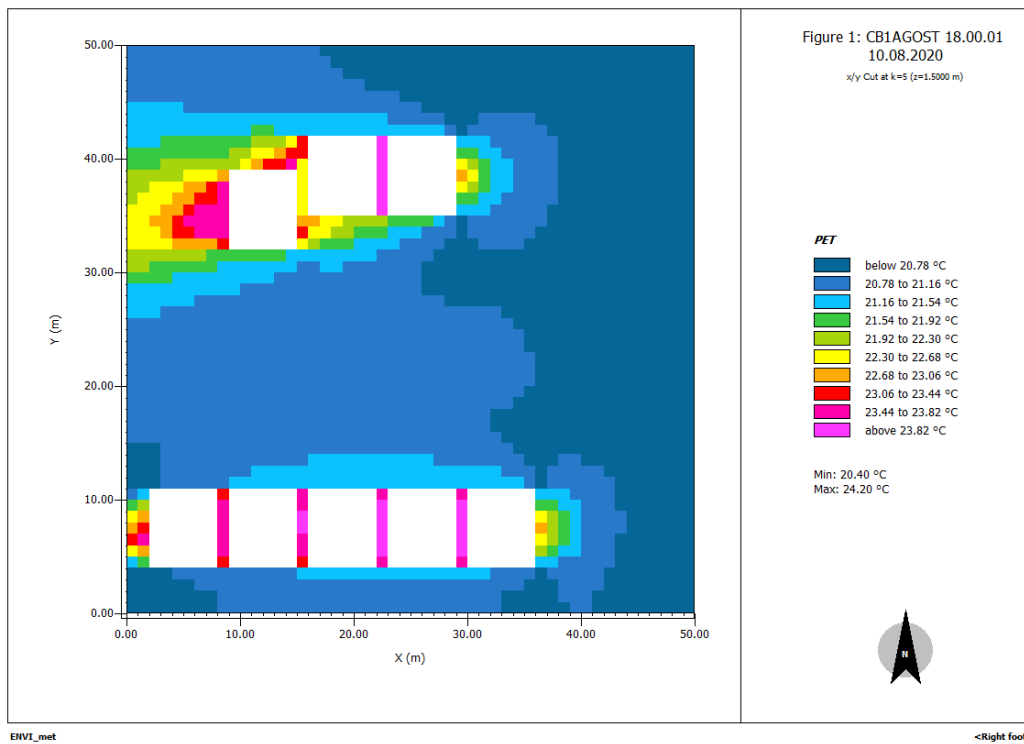 Figure 1: CB1AGOST 18.00.01
10.08.2020
x/y Cut at k=5 (z=1.5000 m)
50.00
40.00
30.00
20.00
10.00
0.00
Y (m)
0.00 10.00 20.00 30.00 40.00 50.00
X (m)
PET
below 20.78 °C
20.78 to 21.16 °C
21.16 to 21.54 °C
21.54 to 21.92 °C
21.92 to 22.30 °C
22.30 to 22.68 °C
22.68 to 23.06 °C
23.06 to 23.44 °C
23.44 to 23.82 °C
above 23.82 °C
Min: 20.40 °C
Max: 24.20 °C
N
ENVI_met
<Right foot